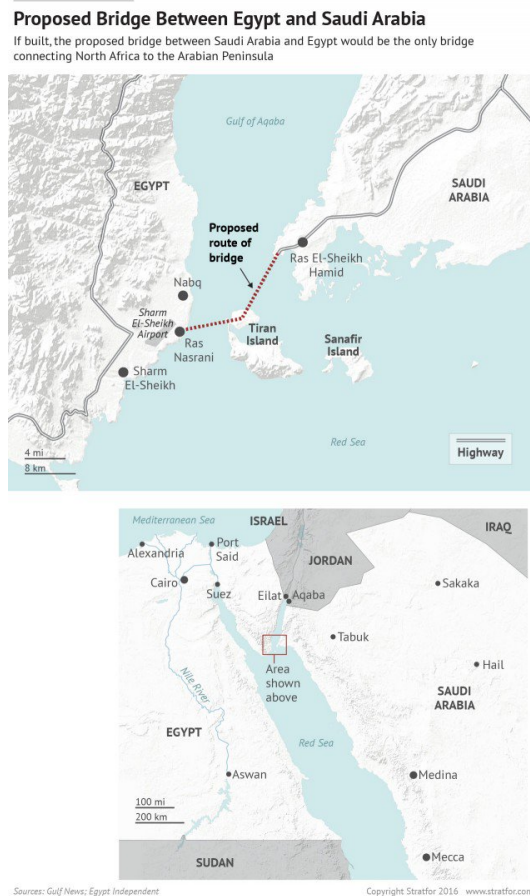 Proposed Bridge Between Egypt and Saudi Arabia
If built, the proposed bridge between Saudi Arabia and Egypt would be the only bridge
connecting North Africa to the Arabian Peninsula
Gulf of Aqaba
EGYPT
SAUDI
ARABIA
Proposed
route of
bridge
Ras El-Sheikh
Hamid
Nabq
Sharm
El-Sheikh
Airport
Ras
Nasrani
Tiran
Island
Sanafir
Island
Sharm
El-Sheikh
Red Sea
4 mi
8 km
Highway
Mediterranean Sea
ISRAEL
IRAQ
Alexandria
Port
Said
JORDAN
Cairo
Suez
Eilat
Aqaba
Sakaka
Tabuk
Area
shown
above
Hail
Nile River
SAUDI
ARABIA
EGYPT
Red Sea
Aswan
Medina
100 mi
200 km
Mecca
SUDAN
Sources: Gulf News; Egypt Independent
Copyright Stratfor 2016 www.stratfor.con